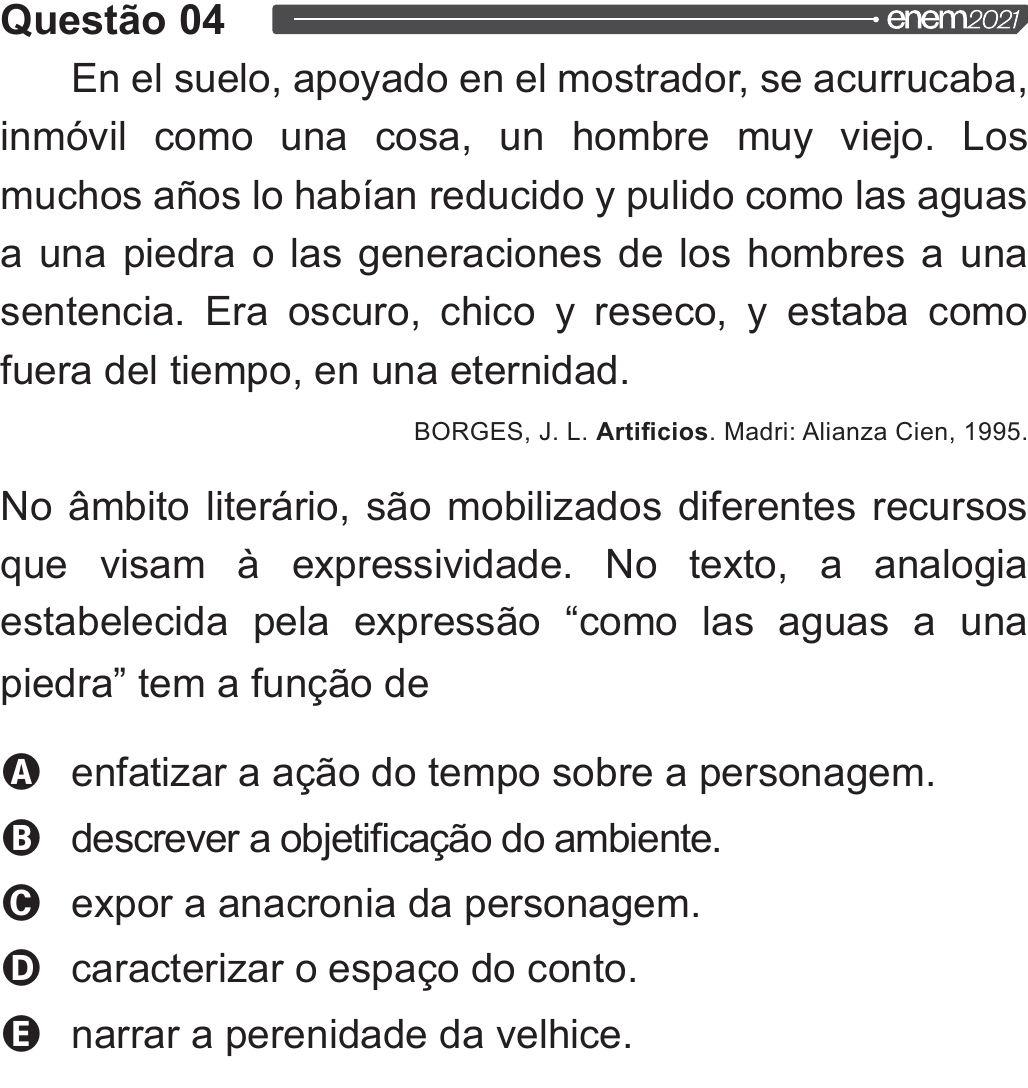 Questão 04 enem2021
En el suelo, apoyado en el mostrador, se acurrucaba,
inmóvil como una cosa, un hombre muy viejo. Los
muchos años lo habían reducido y pulido como las aguas
a una piedra o las generaciones de los hombres a una
sentencia. Era oscuro, chico y reseco, y estaba como
fuera del tiempo, en una eternidad.
BORGES, J. L. Artificios. Madri: Alianza Cien, 1995.
No âmbito literário, são mobilizados diferentes recursos
que visam à expressividade. No texto, a analogia
estabelecida pela expressão “como las aguas a una
piedra” tem a função de
A enfatizar a ação do tempo sobre a personagem.
B descrever a objetificação do ambiente.
C expor a anacronia da personagem.
D caracterizar o espaço do conto.
E narrar a perenidade da velhice.